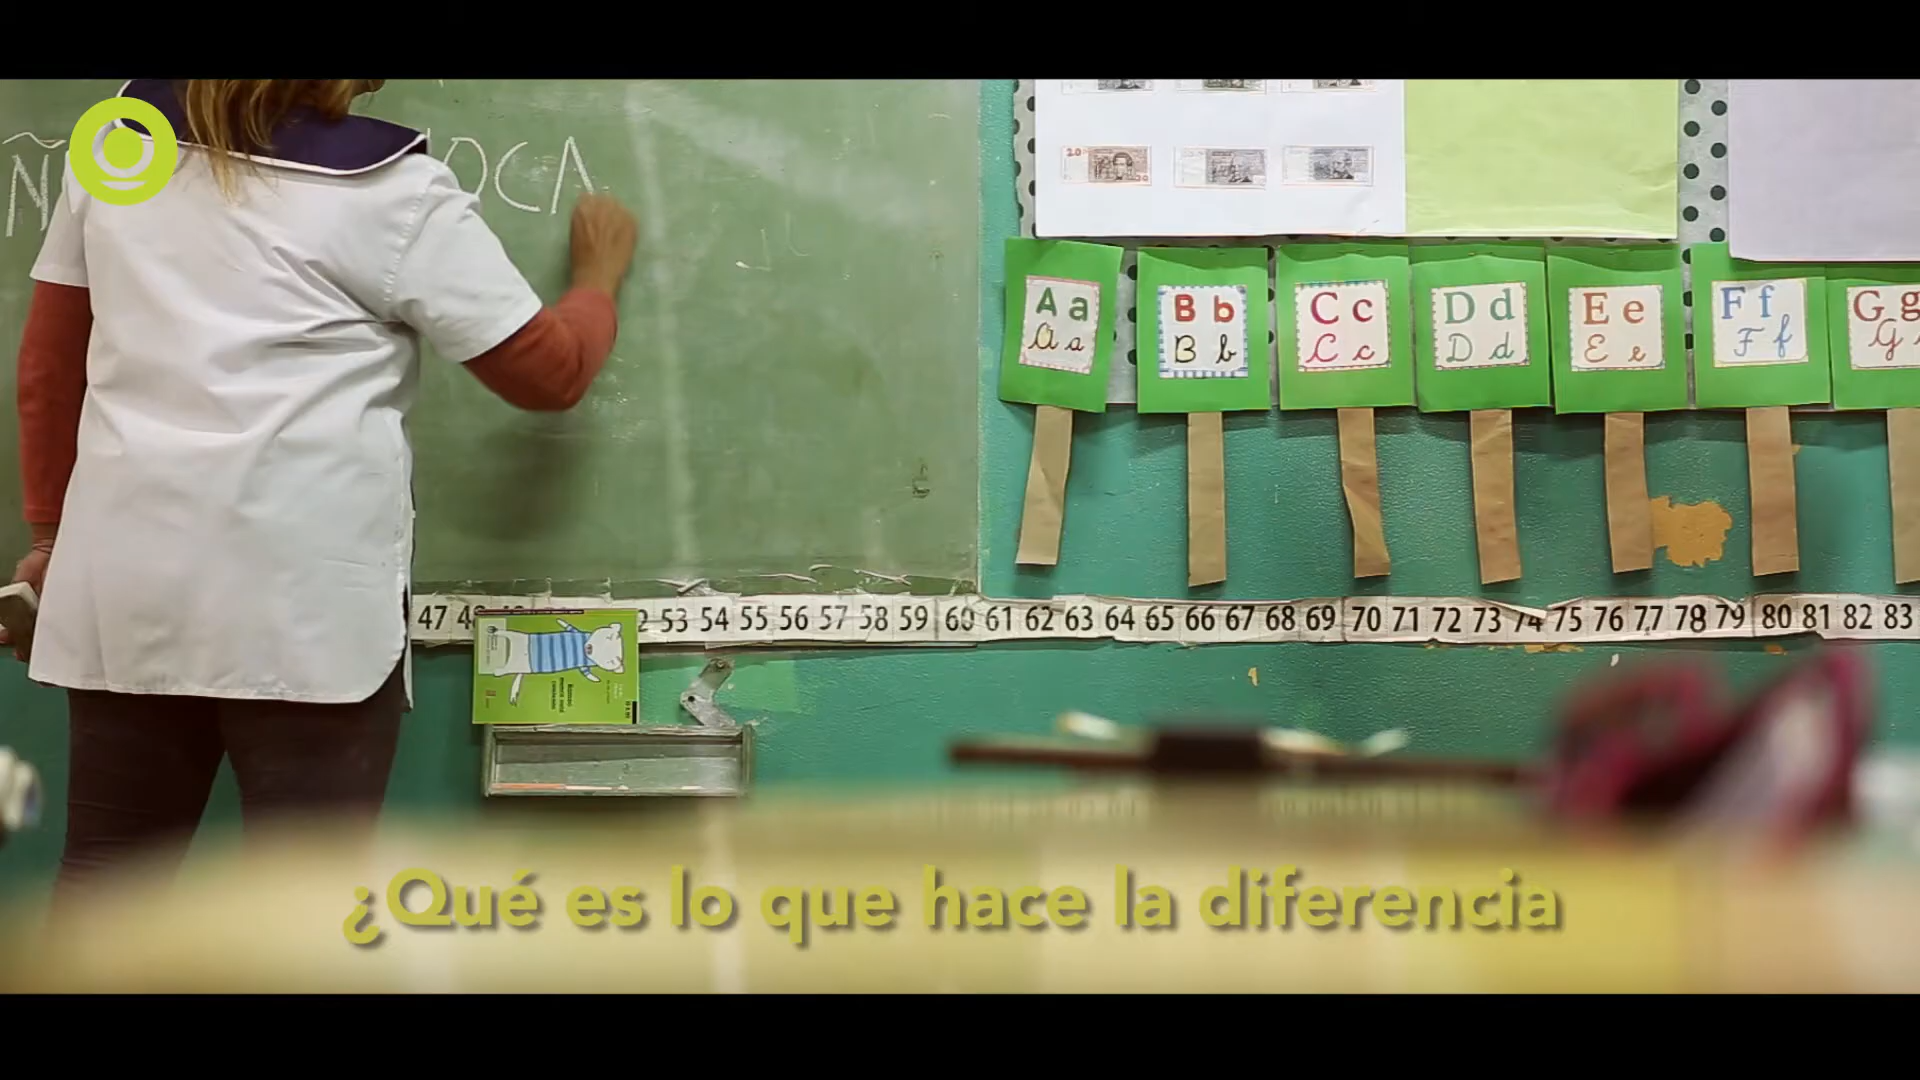 Ñ OCA
20
A a
B b
C c
D d
E e
F f
G g
A a
B b
C c
D d
E e
F f
G
47 53 54 55 56 57 58 59 60 61 62 63 64 65 66 67 68 69 70 71 72 73 74 75 76 77 78 79 80 81 82 83
¿Qué es lo que hace la diferencia